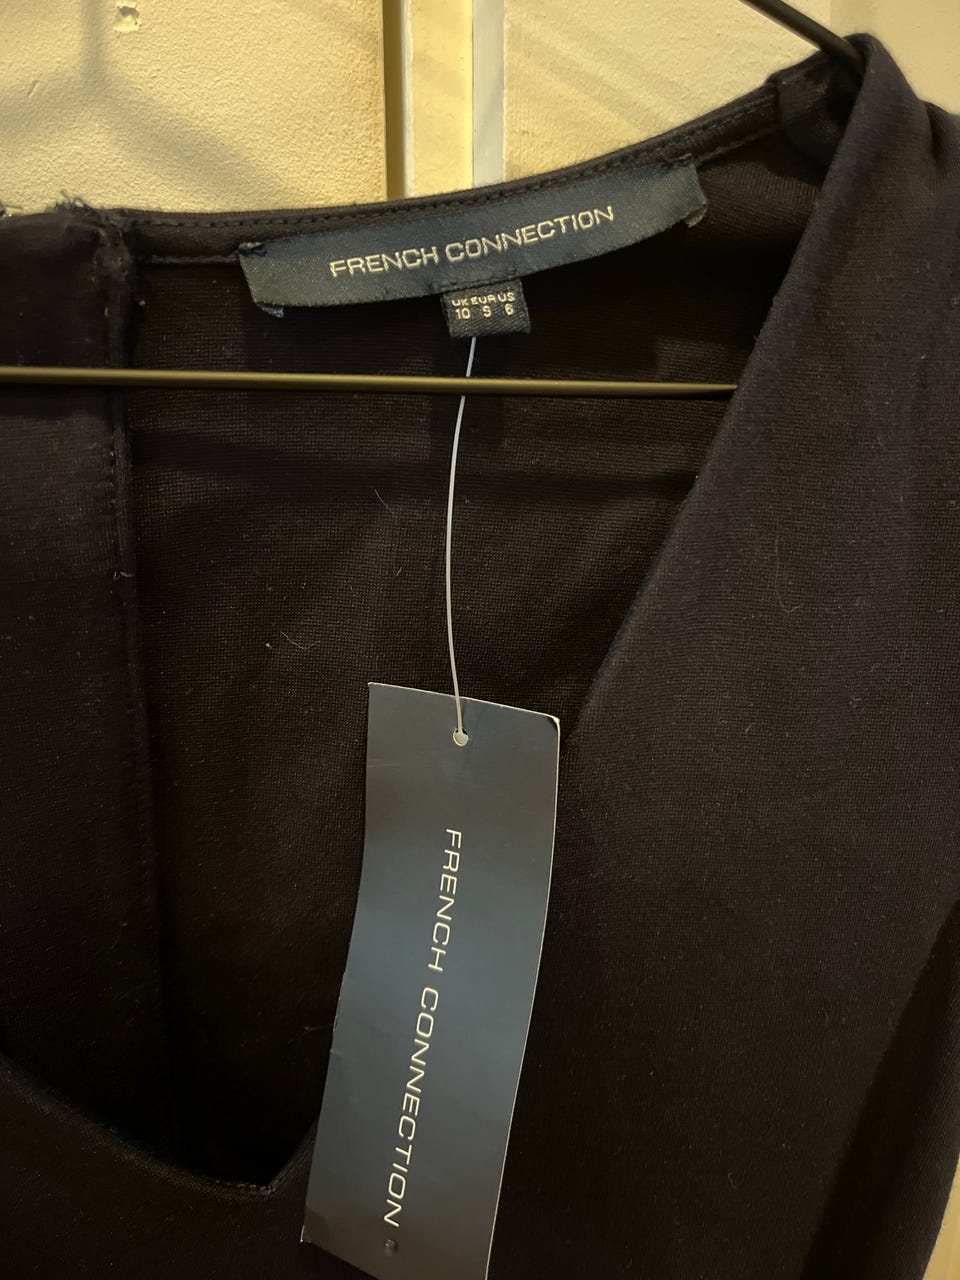 FRENCH CONNECTION
UK EUR US
10 S 6
FRENCH CONNECTION